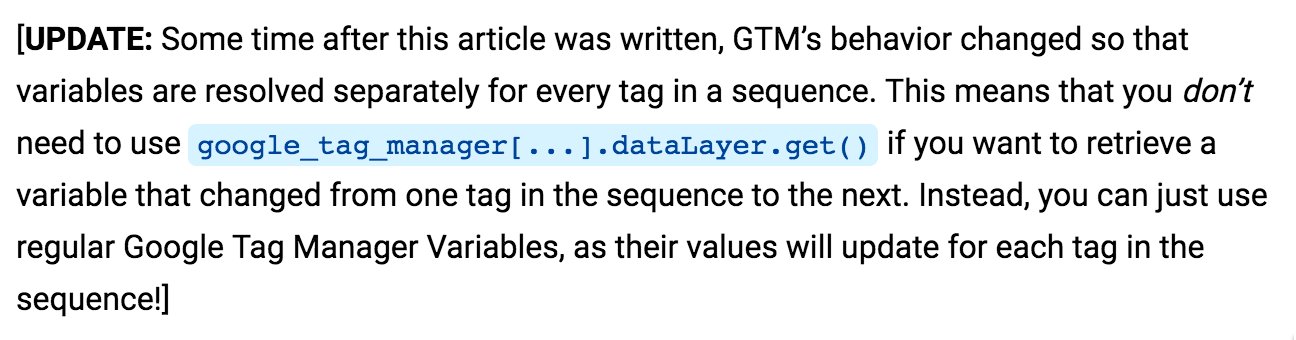 [UPDATE: Some time after this article was written, GTM’s behavior changed so that
variables are resolved separately for every tag in a sequence. This means that you don’t
need to use google_tag_manager[...].dataLayer.get() if you want to retrieve a
variable that changed from one tag in the sequence to the next. Instead, you can just use
regular Google Tag Manager Variables, as their values will update for each tag in the
sequence!]